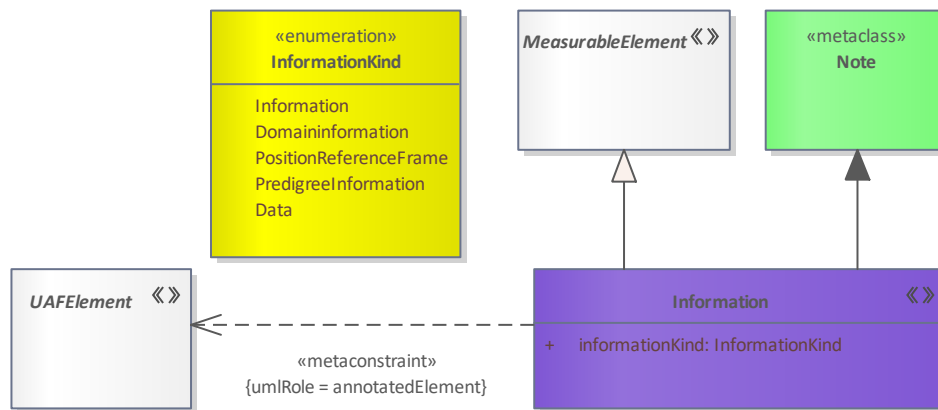 «enumeration»
InformationKind
Information
Domaininformation
PositionReferenceFrame
PredigreeInformation
Data
MeasurableElement «»
«metaclass»
Note
UAFElement «»
Information «»
+ informationKind: InformationKind
«metaconstraint»
{umlRole = annotatedElement}